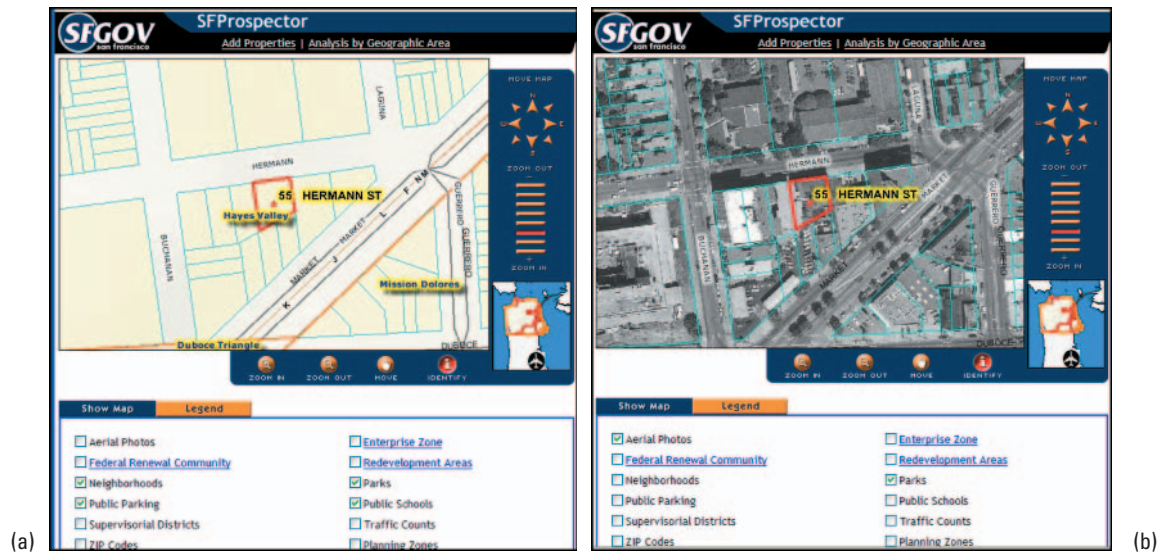 SFGOV
san francisco
SFProspector
Add Properties | Analysis by Geographic Area
LAGUNA
HERMANN
55 HERMANN ST
Hayes Valley
BUCHANAN
MARKET
MARKET
F
NM
L
J
K
GUERRERO
GUERRERO
Mission Dolores
Duboce Triangle
DUBOCE
MOVE MAP
N
E
S
ZOOM OUT
ZOOM IN
ZOOM IN
ZOOM OUT
MOVE
IDENTIFY
Show Map
Legend
Aerial Photos
Enterprise Zone
Federal Renewal Community
Redevelopment Areas
Neighborhoods
Parks
Public Parking
Public Schools
Supervisorial Districts
Traffic Counts
ZIP Codes
Planning Zones
(a)
SFGOV
san francisco
SFProspector
Add Properties | Analysis by Geographic Area
LAGUNA
HERMANN
55 HERMANN ST
BUCHANAN
MARKET
MARKET
GUERRERO
GUERRERO
DUBOCE
MOVE MAP
N
E
S
ZOOM OUT
ZOOM IN
ZOOM IN
ZOOM OUT
MOVE
IDENTIFY
Show Map
Legend
Aerial Photos
Enterprise Zone
Federal Renewal Community
Redevelopment Areas
Neighborhoods
Parks
Public Parking
Public Schools
Supervisorial Districts
Traffic Counts
ZIP Codes
Planning Zones
(b)